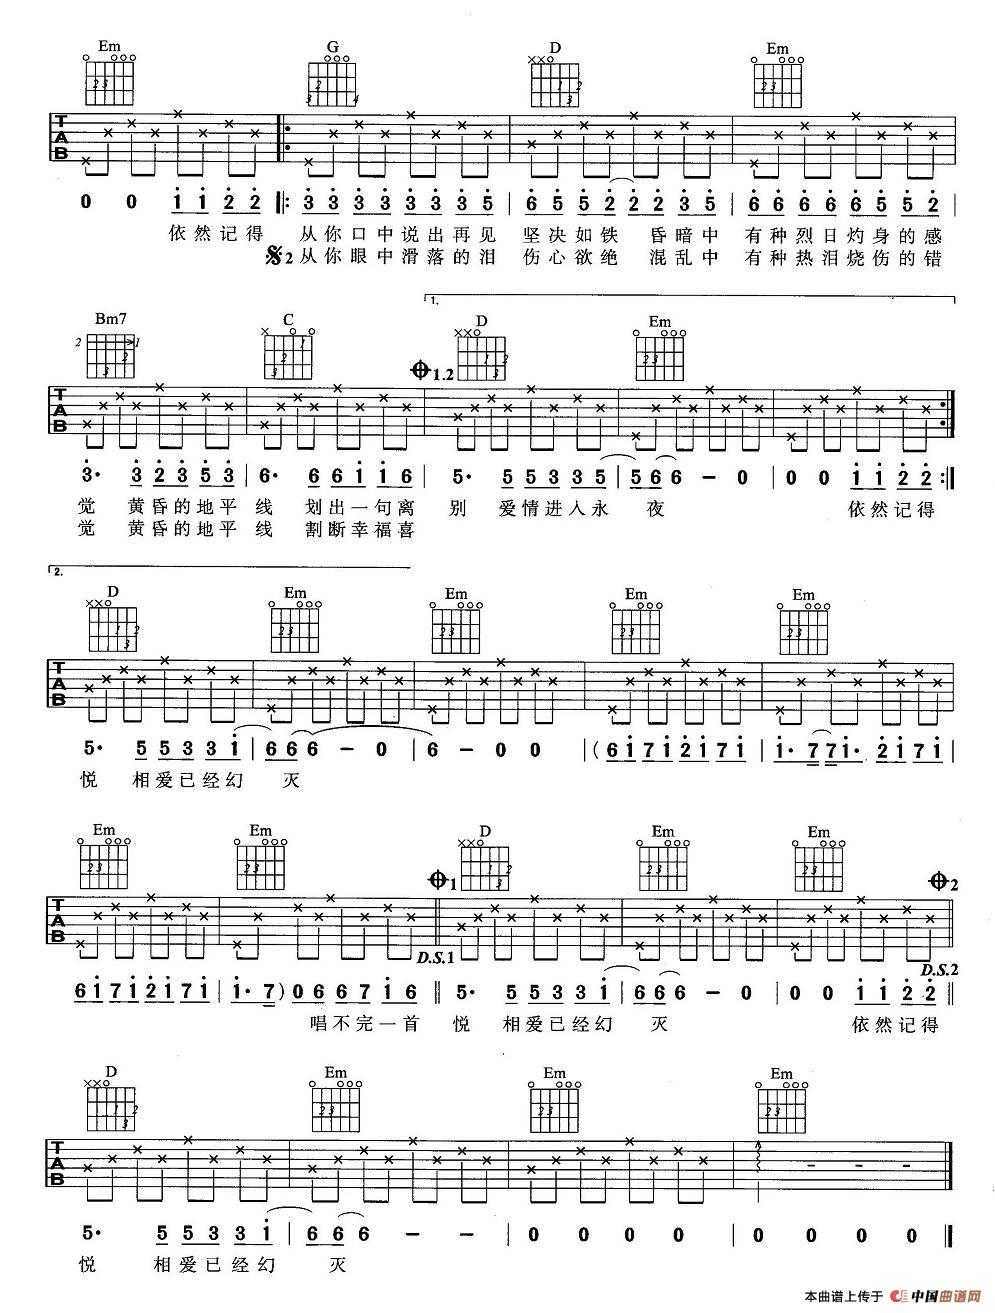 Em G D Em
T A B
0 0 1 1 2 2 3 3 3 3 3 3 3 5 6 5 5 2 2 2 3 5 6 6 6 6 6 5 5 2
依然记得 从你口中说出再见 坚决如铁 昏暗中 有种烈日灼身的感
2从你眼中滑落的泪 伤心欲绝 混乱中 有种热泪烧伤的错
1.
Bm7 C 1.2 D Em
T A B
3· 3 2 3 5 3 6· 6 6 1 1 6 5· 5 5 3 3 5 5 6 6 - 0 0 0 1 1 2 2
觉 黄昏的地平线 划出一句离 别 爱情进入永 夜 依然记得
觉 黄昏的地平线 割断幸福喜
2.
D Em Em Em Em
T A B
5· 5 5 3 3 1 6 6 6 - 0 6 - 0 0 (6 1 7 1 2 1 7 1 1· 7 7 1· 2 1 7 1
悦 相爱已经幻 灭
Em Em 1 D Em Em 2
T A B
D.S.1 D.S.2
6 1 7 1 2 1 7 1 1· 7) 0 6 6 7 1 6 5· 5 5 3 3 1 6 6 6 - 0 0 0 1 1 2 2
唱不完一首 悦 相爱已经幻 灭 依然记得
D Em Em Em
T A B
5· 5 5 3 3 1 6 6 6 - - 0 0 0 0 0 0 0 0
悦 相爱已经幻 灭
本曲谱上传于 中国曲谱网